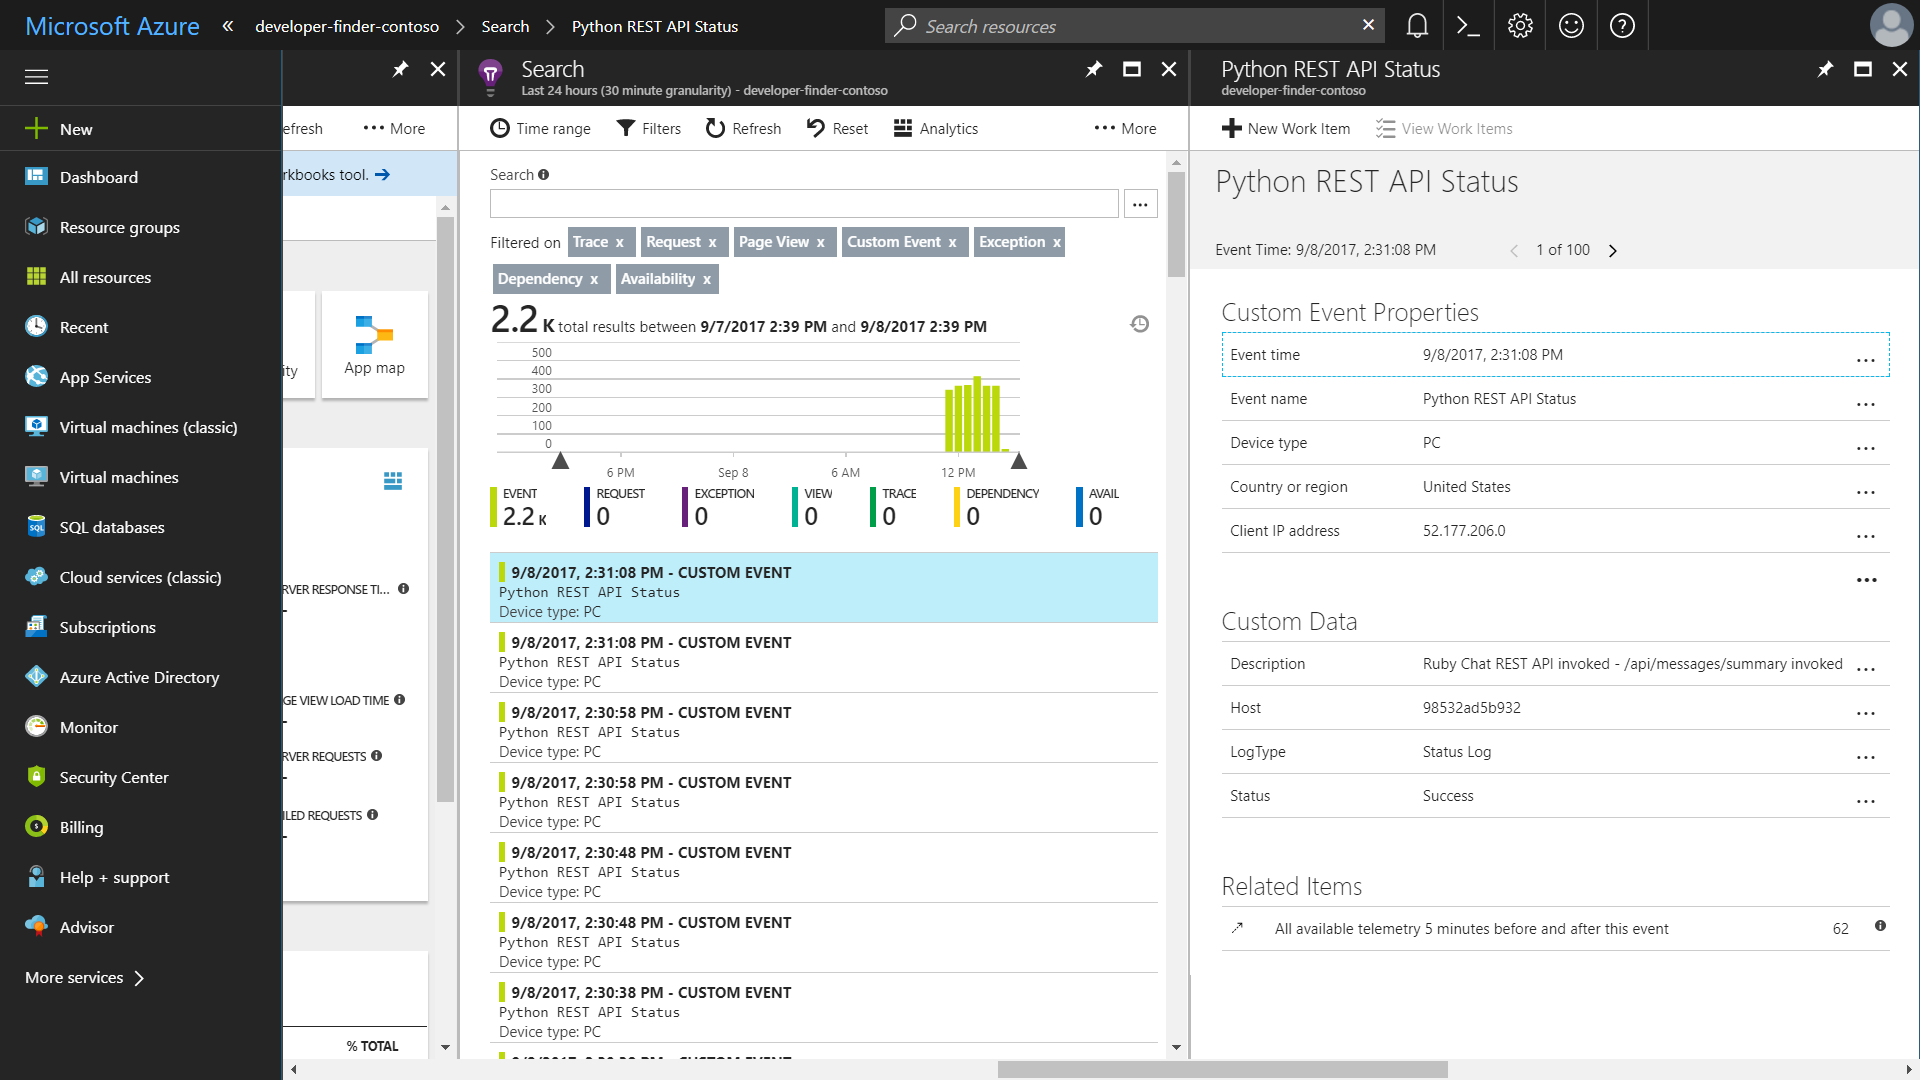 Microsoft Azure « developer-finder-contoso > Search > Python REST API Status
Search resources
New
Dashboard
Resource groups
All resources
Recent
App Services
Virtual machines (classic)
Virtual machines
SQL databases
Cloud services (classic)
Subscriptions
Azure Active Directory
Monitor
Security Center
Billing
Help + support
Advisor
More services >
efresh
••• More
rkbooks tool. →
ity
App map
RVER RESPONSE TI...
--
GE VIEW LOAD TIME
--
RVER REQUESTS
--
ILED REQUESTS
--
% TOTAL
Search
Last 24 hours (30 minute granularity) - developer-finder-contoso
Time range Filters Refresh Reset Analytics ••• More
Search
...
Filtered on Trace x Request x Page View x Custom Event x Exception x
Dependency x Availability x
2.2 K total results between 9/7/2017 2:39 PM and 9/8/2017 2:39 PM
500
400
300
200
100
0
6 PM Sep 8 6 AM 12 PM
EVENT REQUEST EXCEPTION VIEW TRACE DEPENDENCY AVAIL
2.2 K 0 0 0 0 0 0
9/8/2017, 2:31:08 PM - CUSTOM EVENT
Python REST API Status
Device type: PC
9/8/2017, 2:31:08 PM - CUSTOM EVENT
Python REST API Status
Device type: PC
9/8/2017, 2:30:58 PM - CUSTOM EVENT
Python REST API Status
Device type: PC
9/8/2017, 2:30:58 PM - CUSTOM EVENT
Python REST API Status
Device type: PC
9/8/2017, 2:30:48 PM - CUSTOM EVENT
Python REST API Status
Device type: PC
9/8/2017, 2:30:48 PM - CUSTOM EVENT
Python REST API Status
Device type: PC
9/8/2017, 2:30:38 PM - CUSTOM EVENT
Python REST API Status
Device type: PC
Python REST API Status
developer-finder-contoso
New Work Item View Work Items
Python REST API Status
Event Time: 9/8/2017, 2:31:08 PM < 1 of 100 >
Custom Event Properties
Event time 9/8/2017, 2:31:08 PM ...
Event name Python REST API Status ...
Device type PC ...
Country or region United States ...
Client IP address 52.177.206.0 ...
•••
Custom Data
Description Ruby Chat REST API invoked - /api/messages/summary invoked ...
Host 98532ad5b932 ...
LogType Status Log ...
Status Success ...
Related Items
All available telemetry 5 minutes before and after this event 62